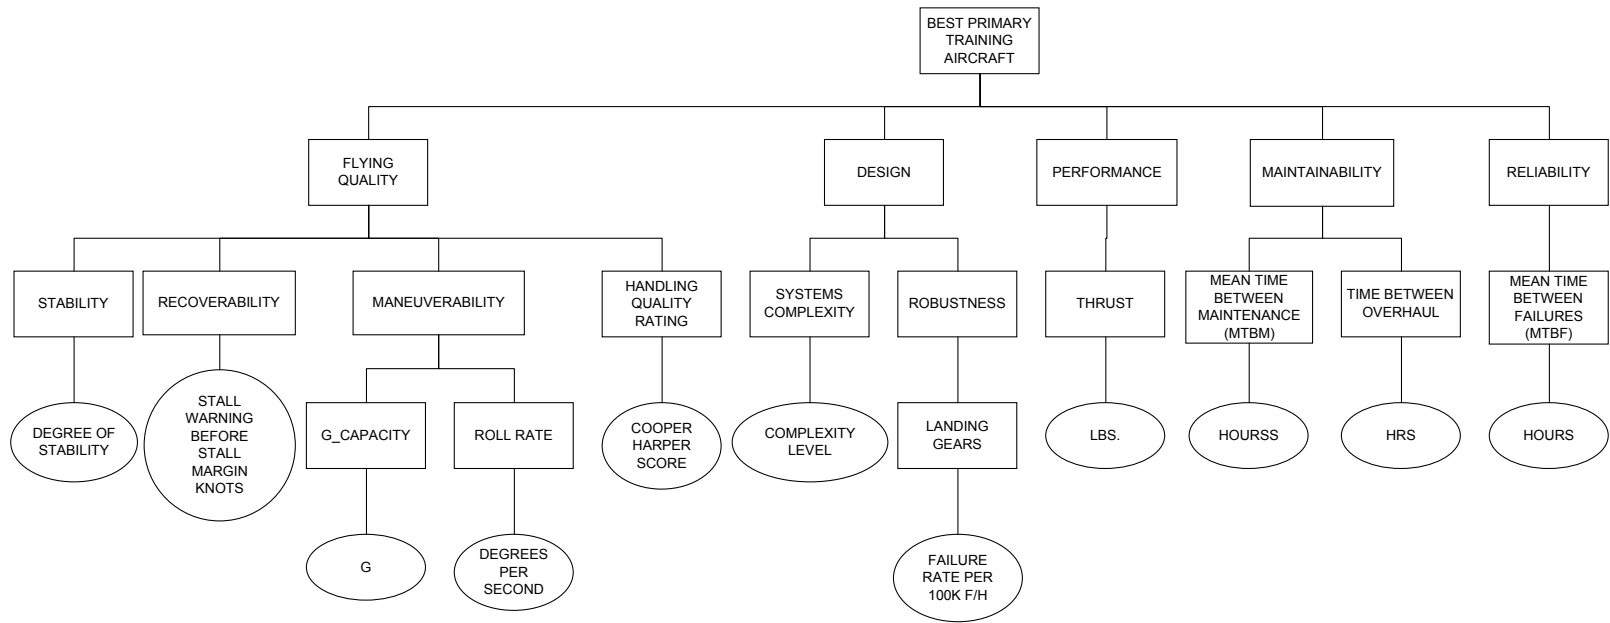 BEST PRIMARY
TRAINING
AIRCRAFT
FLYING
QUALITY
DESIGN
PERFORMANCE
MAINTAINABILITY
RELIABILITY
STABILITY
RECOVERABILITY
MANEUVERABILITY
HANDLING
QUALITY
RATING
SYSTEMS
COMPLEXITY
ROBUSTNESS
THRUST
MEAN TIME
BETWEEN
MAINTENANCE
(MTBM)
TIME BETWEEN
OVERHAUL
MEAN TIME
BETWEEN
FAILURES
(MTBF)
DEGREE OF
STABILITY
STALL
WARNING
BEFORE
STALL
MARGIN
KNOTS
G_CAPACITY
ROLL RATE
COOPER
HARPER
SCORE
COMPLEXITY
LEVEL
LANDING
GEARS
LBS.
HOURSS
HRS
HOURS
G
DEGREES
PER
SECOND
FAILURE
RATE PER
100K F/H